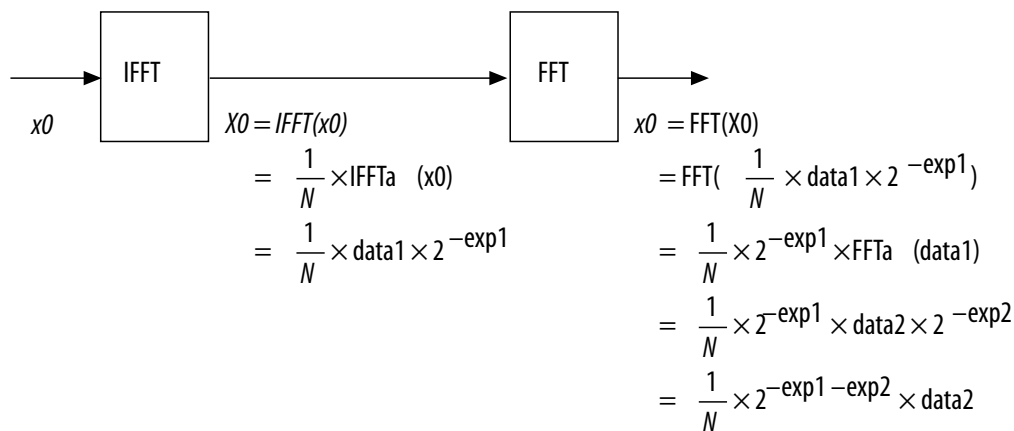 IFFT
FFT
x0
X0 = IFFT(x0)
= 1/N × IFFTa (x0)
= 1/N × data1 × 2^–exp1
x0 = FFT(X0)
= FFT( 1/N × data1 × 2^–exp1)
= 1/N × 2^–exp1 × FFTa (data1)
= 1/N × 2^–exp1 × data2 × 2^–exp2
= 1/N × 2^–exp1–exp2 × data2